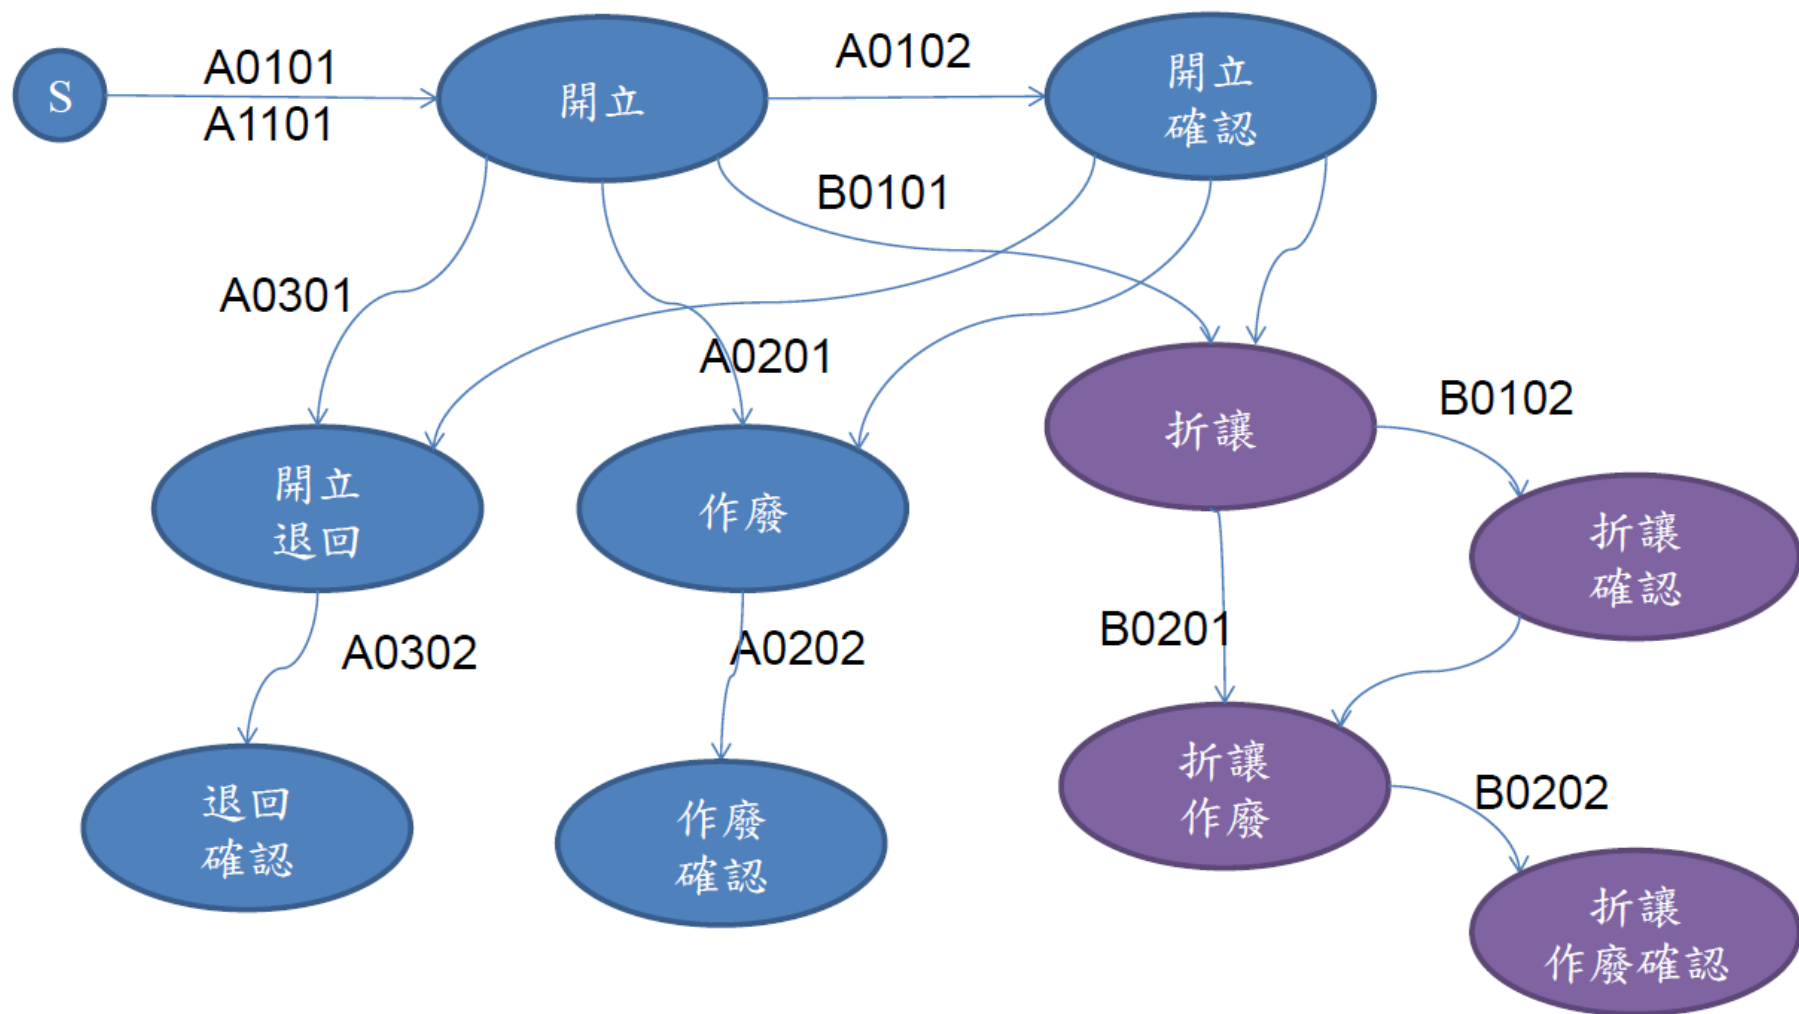 S
A0101
A1101
開立
A0102
開立
確認
B0101
A0301
A0201
折讓
B0102
開立
退回
作廢
折讓
確認
A0302
A0202
B0201
退回
確認
作廢
確認
折讓
作廢
B0202
折讓
作廢確認